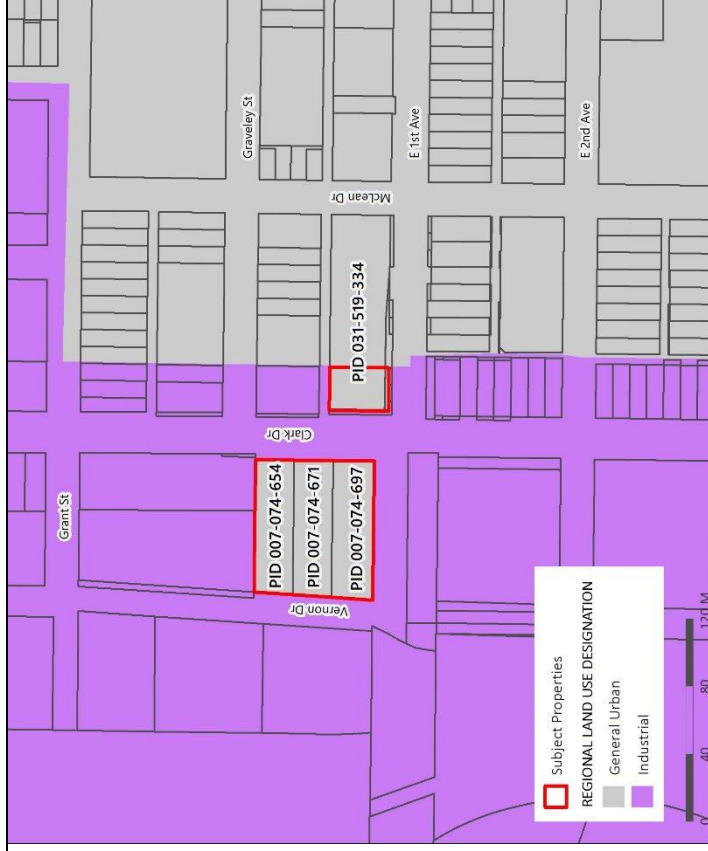 Graveley St
E 1st Ave
E 2nd Ave
McLean Dr
PID 031-519-334
Clark Dr
Grant St
PID 007-074-654
PID 007-074-671
PID 007-074-697
Vernon Dr
Subject Properties
REGIONAL LAND USE DESIGNATION
General Urban
Industrial
0 40 80 120 M